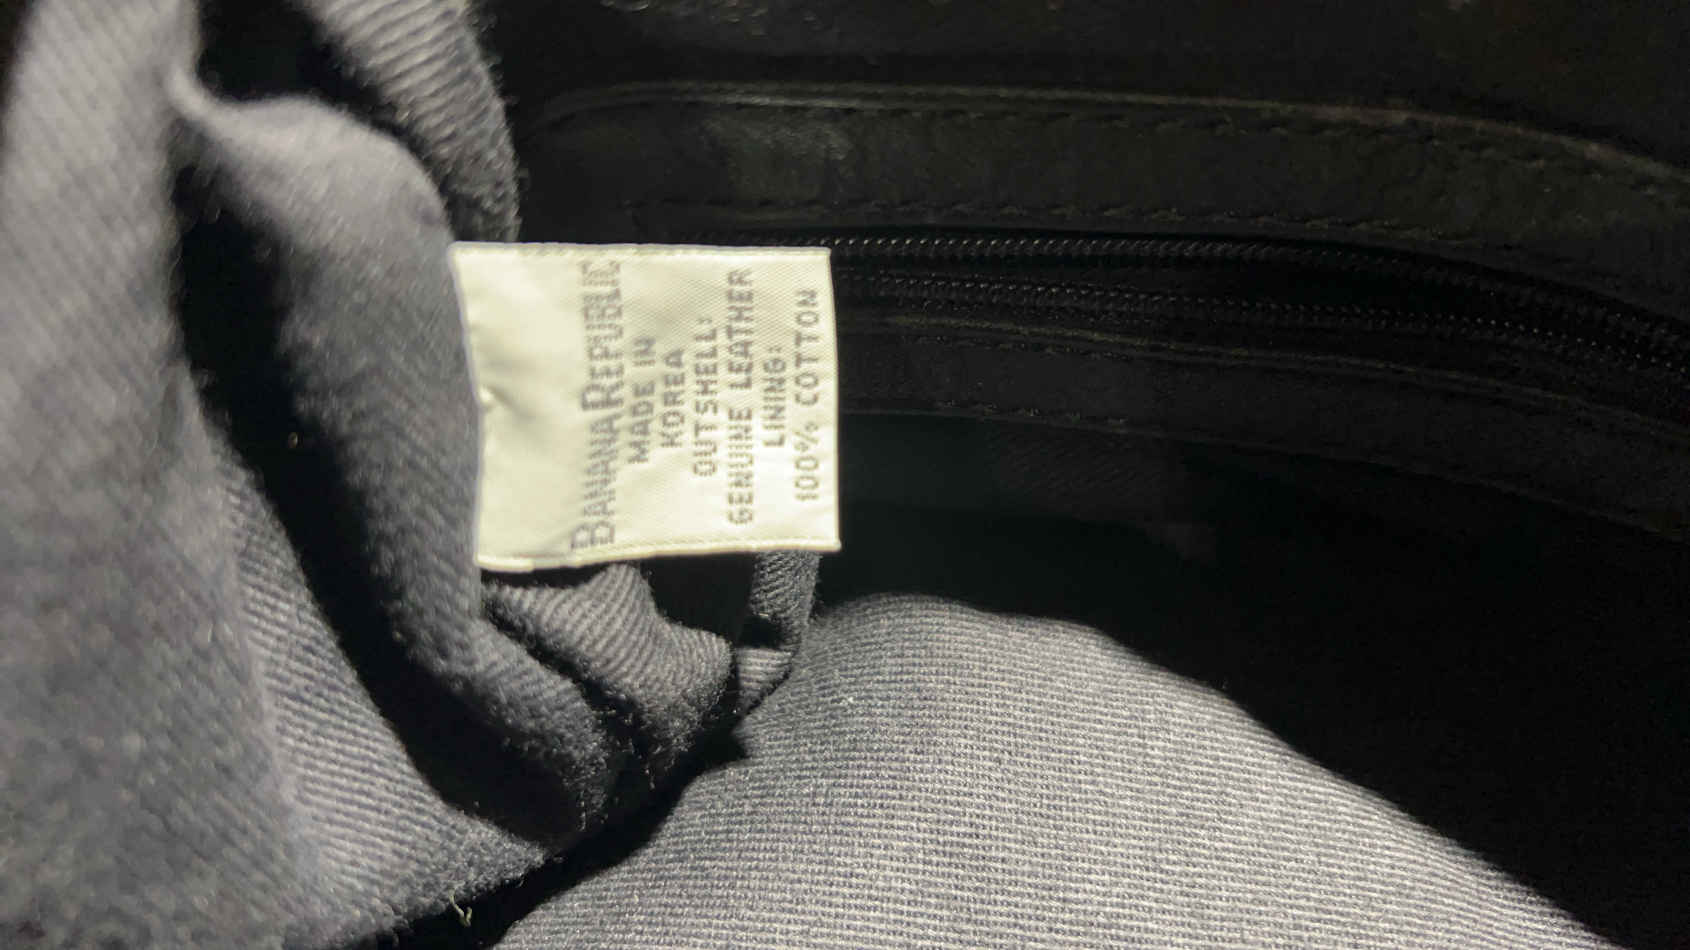 BANANA REPUBLIC
MADE IN
KOREA
OUTSHELL:
GENUINE LEATHER
LINING:
100% COTTON